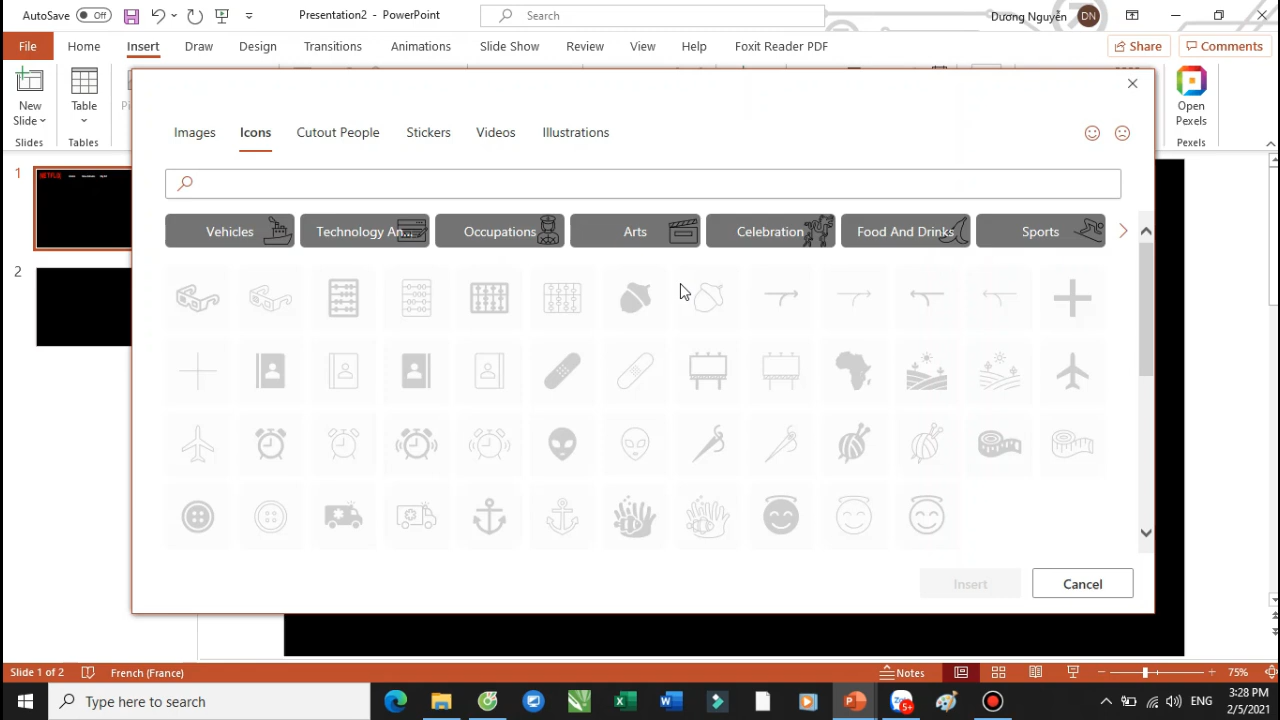 AutoSave Off Presentation2 - PowerPoint Search Dương Nguyễn DN
File Home Insert Draw Design Transitions Animations Slide Show Review View Help Foxit Reader PDF Share Comments
New Slide
Table
Open Pexels
Slides Tables Pexels
Images Icons Cutout People Stickers Videos Illustrations
Vehicles Technology An... Occupations Arts Celebration Food And Drinks Sports
1
NETFLIX
2
Insert Cancel
Slide 1 of 2 French (France) Notes 75%
Type here to search 5+ ENG 3:28 PM
2/5/2021